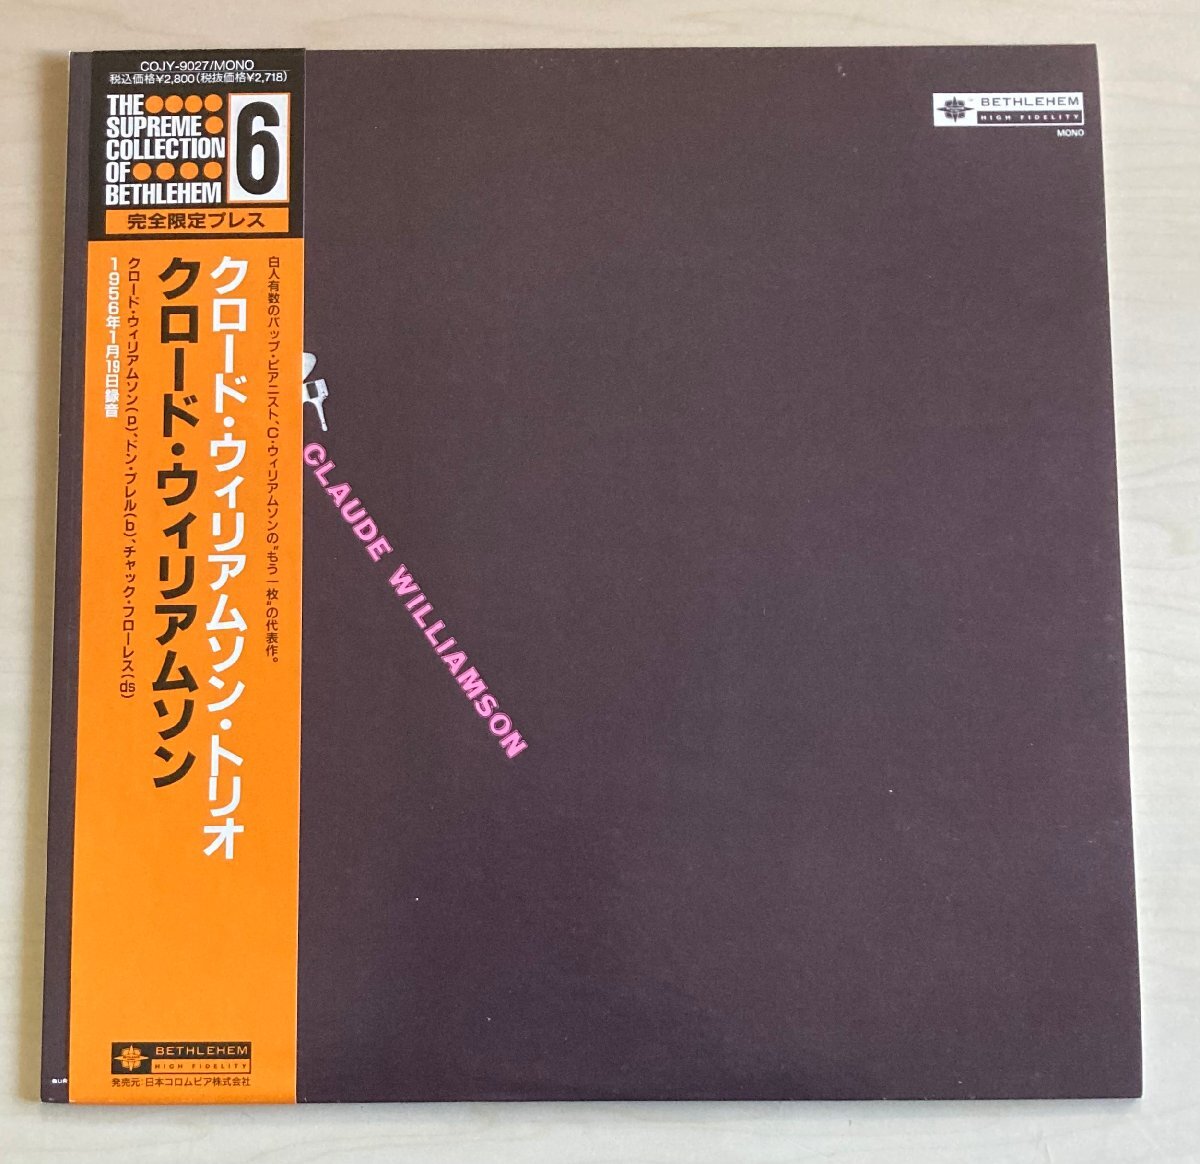 COJY-9027/MONO
税込価格¥2,800(税抜価格¥2,718)
THE
SUPREME
COLLECTION
OF
BETHLEHEM
6
完全限定プレス
白人有数のバップ・ピアニスト、C・ウィリアムソンの"もう一枚"の代表作。
クロード・ウィリアムソン・トリオ
クロード・ウィリアムソン
クロード・ウィリアムソン(p)、ドン・プレル(b)、チャック・フローレス(ds)
1956年1月19日録音
BETHLEHEM
HIGH FIDELITY
発売元:日本コロムビア株式会社
CLAUDE WILLIAMSON
BETHLEHEM
HIGH FIDELITY
MONO